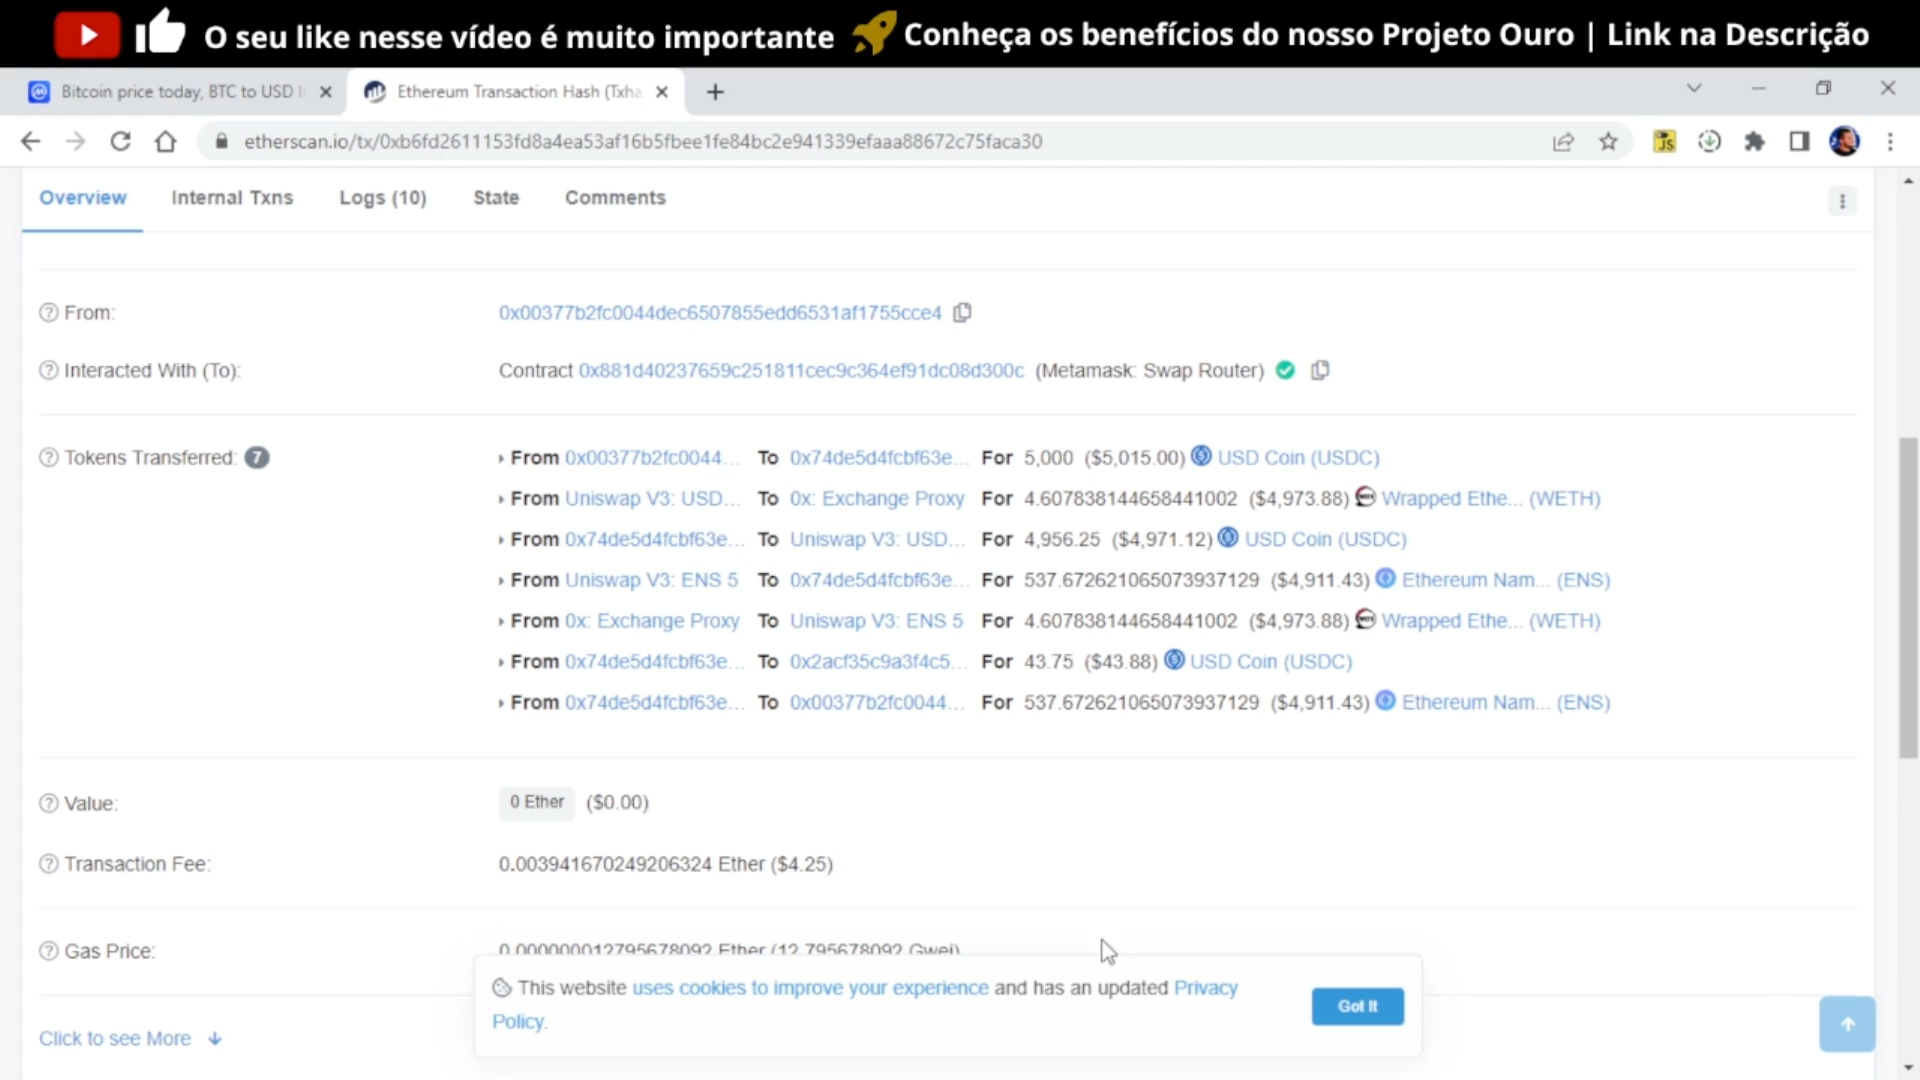 O seu like nesse vídeo é muito importante Conheça os benefícios do nosso Projeto Ouro | Link na Descrição
Bitcoin price today, BTC to USD li Ethereum Transaction Hash (Txha
etherscan.io/tx/0xb6fd2611153fd8a4ea53af16b5fbee1fe84bc2e941339efaaa88672c75faca30
JS
Overview Internal Txns Logs (10) State Comments
From: 0x00377b2fc0044dec6507855edd6531af1755cce4
Interacted With (To): Contract 0x881d40237659c251811cec9c364ef91dc08d300c (Metamask: Swap Router)
Tokens Transferred: 7 From 0x00377b2fc0044... To 0x74de5d4fcbf63e... For 5,000 ($5,015.00) USD Coin (USDC)
From Uniswap V3: USD... To 0x: Exchange Proxy For 4.607838144658441002 ($4,973.88) Wrapped Ethe... (WETH)
From 0x74de5d4fcbf63e... To Uniswap V3: USD... For 4,956.25 ($4,971.12) USD Coin (USDC)
From Uniswap V3: ENS 5 To 0x74de5d4fcbf63e... For 537.672621065073937129 ($4,911.43) Ethereum Nam... (ENS)
From 0x: Exchange Proxy To Uniswap V3: ENS 5 For 4.607838144658441002 ($4,973.88) Wrapped Ethe... (WETH)
From 0x74de5d4fcbf63e... To 0x2acf35c9a3f4c5... For 43.75 ($43.88) USD Coin (USDC)
From 0x74de5d4fcbf63e... To 0x00377b2fc0044... For 537.672621065073937129 ($4,911.43) Ethereum Nam... (ENS)
Value: 0 Ether ($0.00)
Transaction Fee: 0.003941670249206324 Ether ($4.25)
Gas Price: 0.000000012795678092 Ether (12.795678092 Gwei)
This website uses cookies to improve your experience and has an updated Privacy
Policy.
Got It
Click to see More